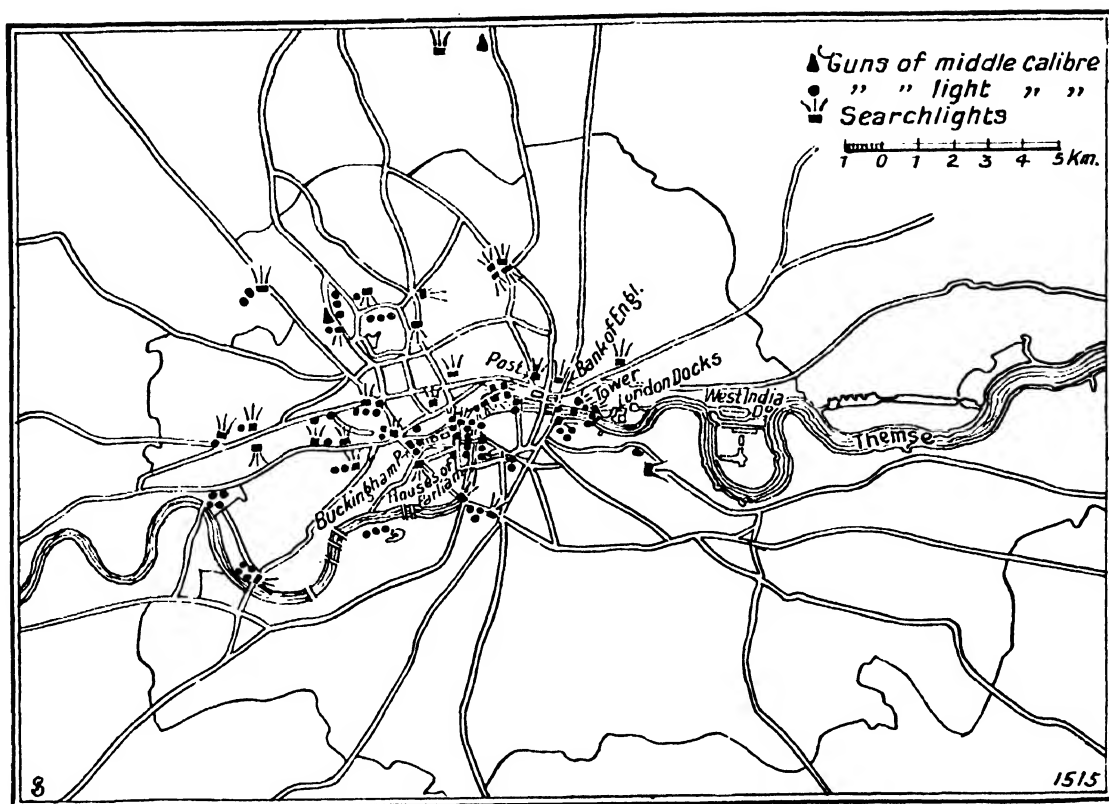 Guns of middle calibre
” ” light ” ”
Searchlights
1 0 1 2 3 4 5 Km.
Bank of Engl.
Post
Tower
London Docks
West India
Themse
Buckingham P.
Houses of
Parliam
8
1515